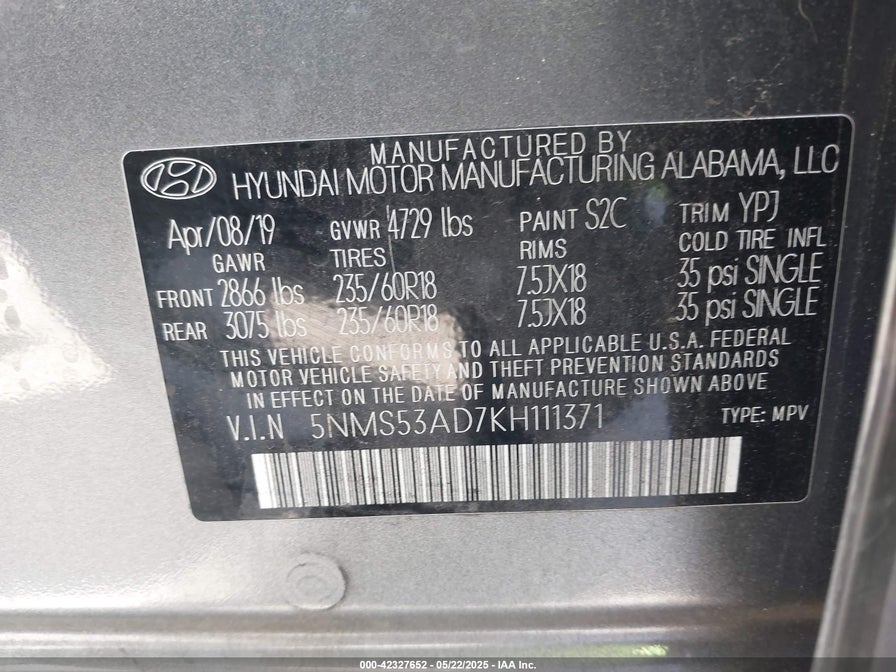 MANUFACTURED BY
HYUNDAI MOTOR MANUFACTURING ALABAMA, LLC
Apr/08/19 GVWR 4729 lbs PAINT S2C TRIM YPJ
GAWR TIRES RIMS COLD TIRE INFL
FRONT 2866 lbs 235/60R18 7.5JX18 35 psi SINGLE
REAR 3075 lbs 235/60R18 7.5JX18 35 psi SINGLE
THIS VEHICLE CONFORMS TO ALL APPLICABLE U.S.A. FEDERAL
MOTOR VEHICLE SAFETY AND THEFT PREVENTION STANDARDS
IN EFFECT ON THE DATE OF MANUFACTURE SHOWN ABOVE
V.I.N 5NMS53AD7KH111371 TYPE: MPV
000-42327652 - 05/22/2025 - IAA Inc.